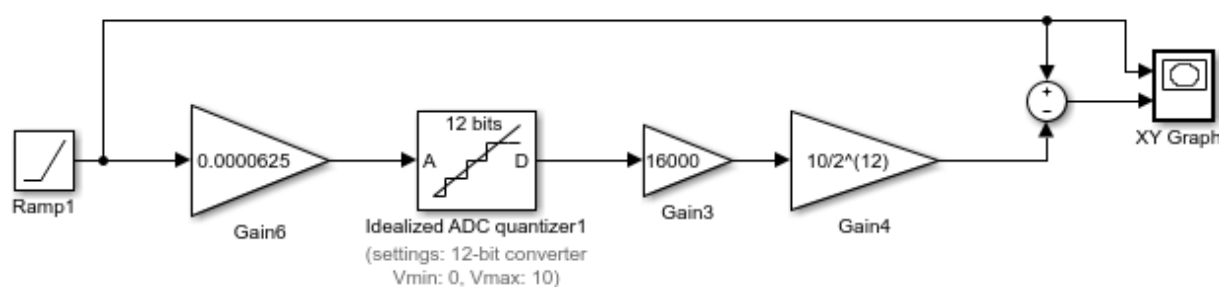 12 bits
A
D
0.0000625
16000
10/2^(12)
+
−
XY Graph
Ramp1
Gain6
Idealized ADC quantizer1
(settings: 12-bit converter
Vmin: 0, Vmax: 10)
Gain3
Gain4